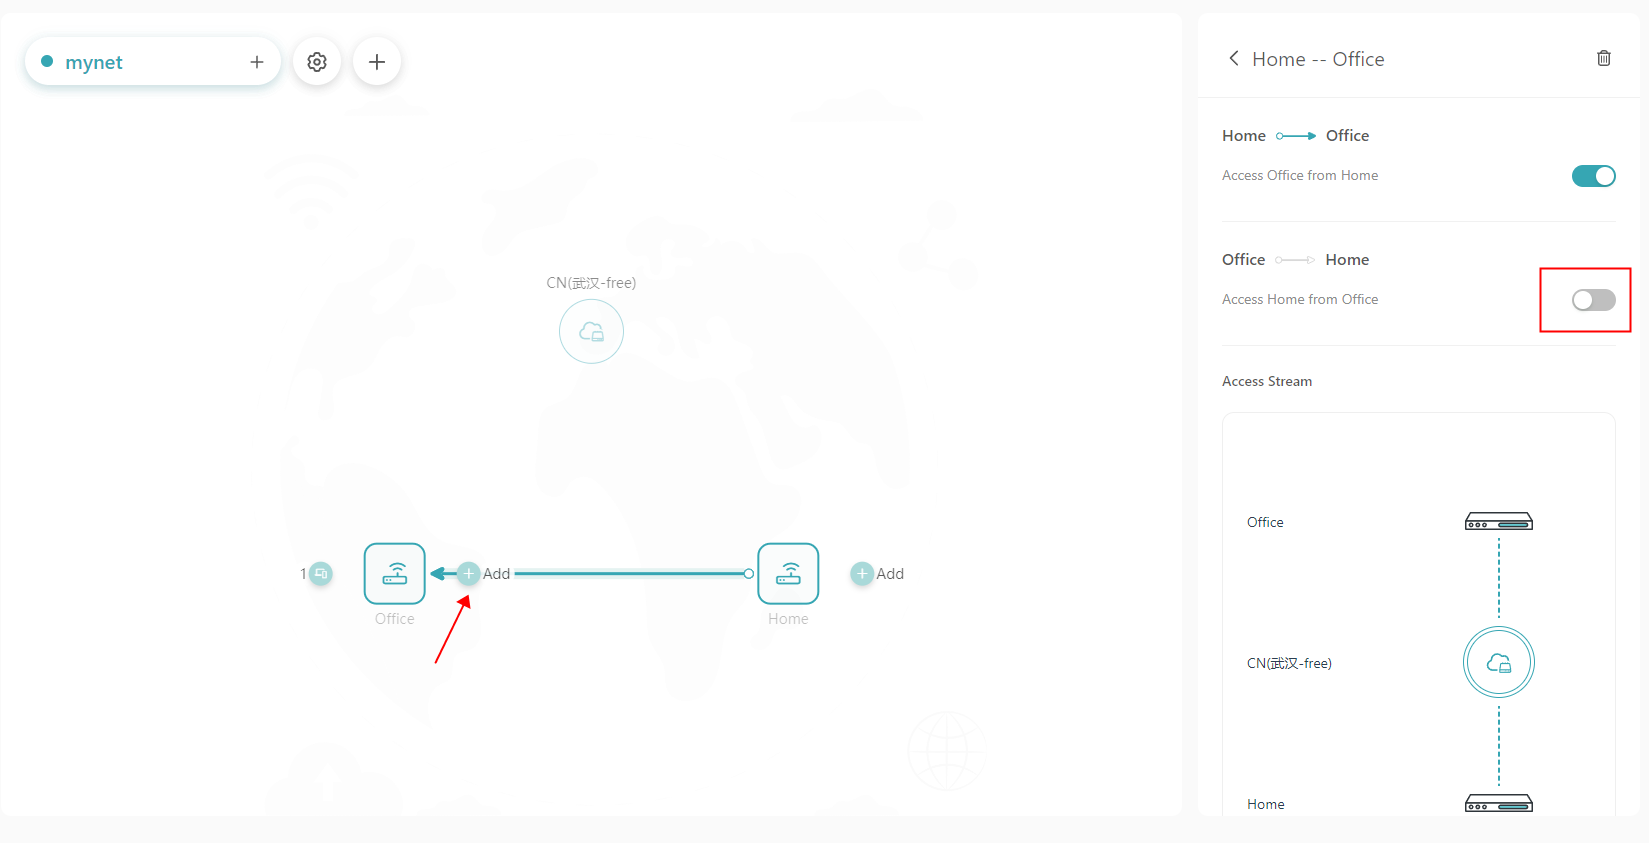 mynet
CN(武汉-free)
1
Add
Add
Office
Home
Home -- Office
Home Office
Access Office from Home
Office Home
Access Home from Office
Access Stream
Office
CN(武汉-free)
Home